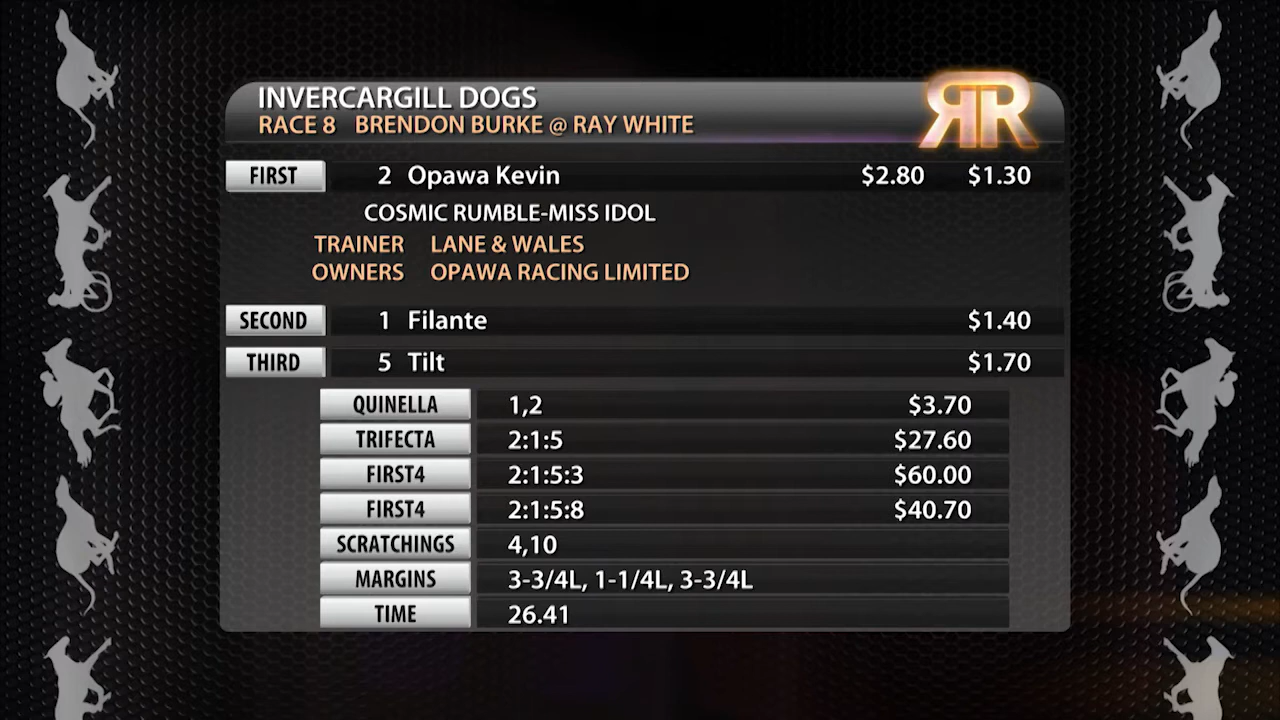 INVERCARGILL DOGS
RACE 8 BRENDON BURKE @ RAY WHITE
RR
FIRST 2 Opawa Kevin $2.80 $1.30
COSMIC RUMBLE-MISS IDOL
TRAINER LANE & WALES
OWNERS OPAWA RACING LIMITED
SECOND 1 Filante $1.40
THIRD 5 Tilt $1.70
QUINELLA 1,2 $3.70
TRIFECTA 2:1:5 $27.60
FIRST4 2:1:5:3 $60.00
FIRST4 2:1:5:8 $40.70
SCRATCHINGS 4,10
MARGINS 3-3/4L, 1-1/4L, 3-3/4L
TIME 26.41